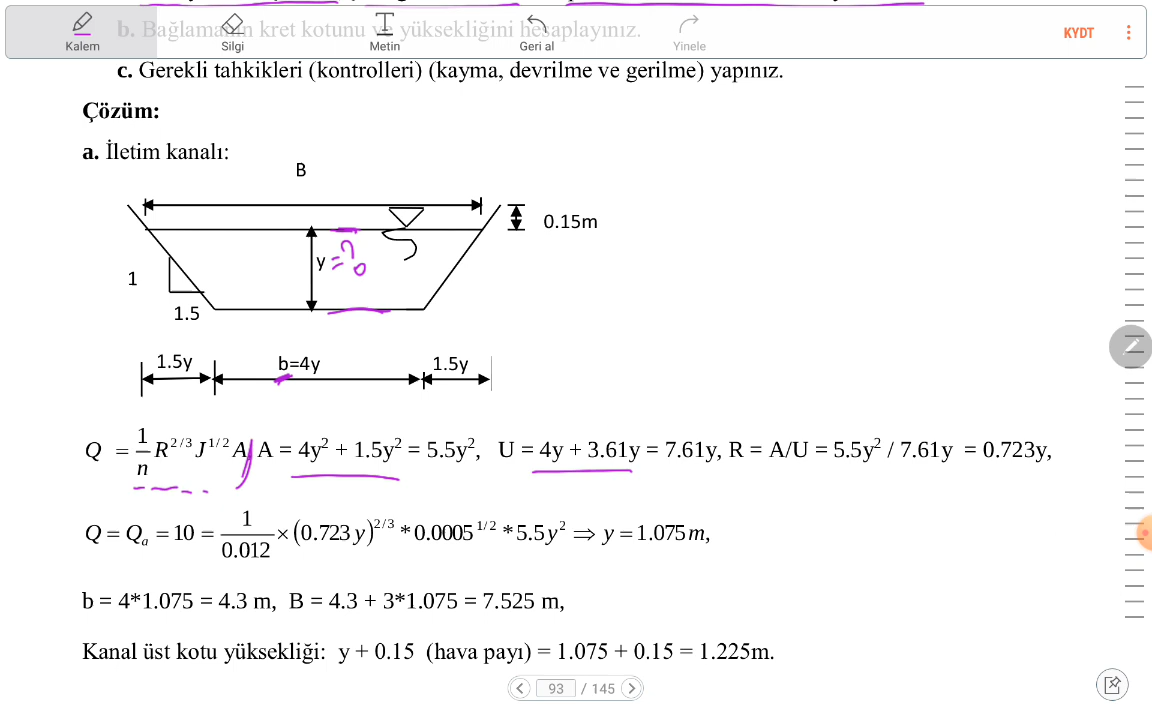 b. Bağlamanın kret kotunu ve yüksekliğini hesaplayınız.
Kalem Silgi Metin Geri al Yinele KYDT
c. Gerekli tahkikleri (kontrolleri) (kayma, devrilme ve gerilme) yapınız.
Çözüm:
a. İletim kanalı:
B
0.15m
y =?
1
1.5
1.5y b=4y 1.5y
Q = 1/n R^2/3 J^1/2 A, A = 4y² + 1.5y² = 5.5y², U = 4y + 3.61y = 7.61y, R = A/U = 5.5y² / 7.61y = 0.723y,
Q = Qa = 10 = 1/0.012 × (0.723 y)^2/3 * 0.0005^1/2 * 5.5y² ⇒ y = 1.075 m,
b = 4*1.075 = 4.3 m, B = 4.3 + 3*1.075 = 7.525 m,
Kanal üst kotu yüksekliği: y + 0.15 (hava payı) = 1.075 + 0.15 = 1.225m.
93 / 145